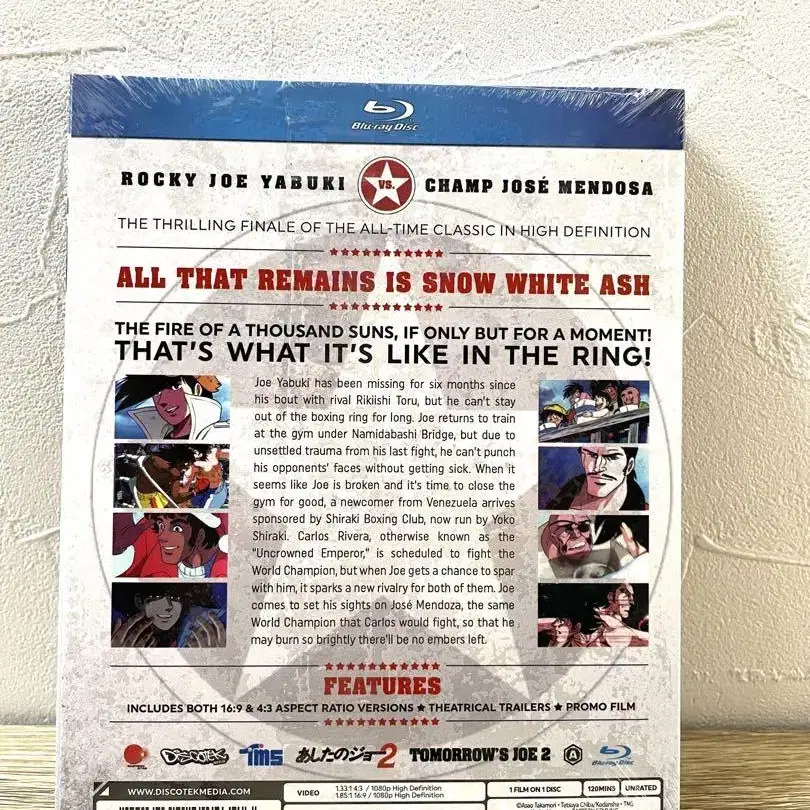 Blu-ray Disc
ROCKY JOE YABUKI VS. CHAMP JOSÉ MENDOSA
THE THRILLING FINALE OF THE ALL-TIME CLASSIC IN HIGH DEFINITION
ALL THAT REMAINS IS SNOW WHITE ASH
THE FIRE OF A THOUSAND SUNS, IF ONLY BUT FOR A MOMENT!
THAT'S WHAT IT'S LIKE IN THE RING!
Joe Yabuki has been missing for six months since
his bout with rival Rikiishi Toru, but he can't stay
out of the boxing ring for long. Joe returns to train
at the gym under Namidabashi Bridge, but due to
unsettled trauma from his last fight, he can't punch
his opponents' faces without getting sick. When it
seems like Joe is broken and it's time to close the
gym for good, a newcomer from Venezuela arrives
sponsored by Shiraki Boxing Club, now run by Yoko
Shiraki. Carlos Rivera, otherwise known as the
"Uncrowned Emperor," is scheduled to fight the
World Champion, but when Joe gets a chance to spar
with him, it sparks a new rivalry for both of them. Joe
comes to set his sights on José Mendoza, the same
World Champion that Carlos would fight, so that he
may burn so brightly there'll be no embers left.
FEATURES
INCLUDES BOTH 16:9 & 4:3 ASPECT RATIO VERSIONS ★ THEATRICAL TRAILERS ★ PROMO FILM
DISCOTEK tms あしたのジョー2 TOMORROW'S JOE 2 A Blu-ray Disc
WWW.DISCOTEKMEDIA.COM
VIDEO
1.33:1 4:3 / 1080p High Definition
1.85:1 16:9 / 1080p High Definition
1 FILM ON 1 DISC
120MINS
UNRATED
©Asao Takamori・Tetsuya Chiba/Kodansha・TMS